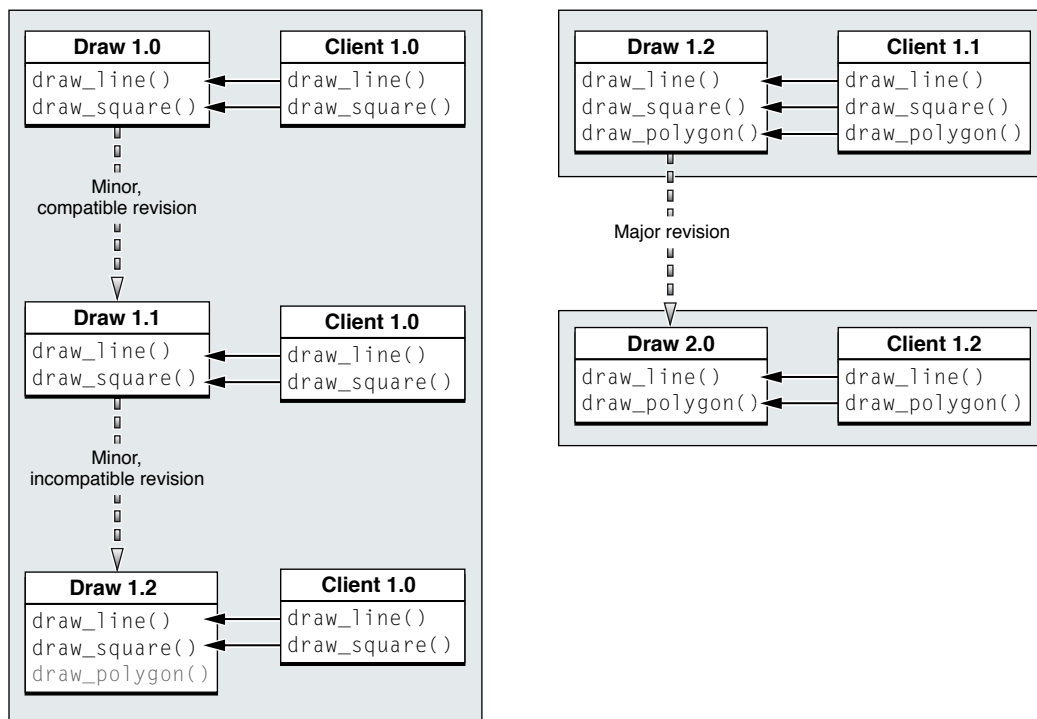 Draw 1.0
draw_line()
draw_square()
Client 1.0
draw_line()
draw_square()
Minor,
compatible revision
Draw 1.1
draw_line()
draw_square()
Client 1.0
draw_line()
draw_square()
Minor,
incompatible revision
Draw 1.2
draw_line()
draw_square()
draw_polygon()
Client 1.0
draw_line()
draw_square()
Draw 1.2
draw_line()
draw_square()
draw_polygon()
Client 1.1
draw_line()
draw_square()
draw_polygon()
Major revision
Draw 2.0
draw_line()
draw_polygon()
Client 1.2
draw_line()
draw_polygon()